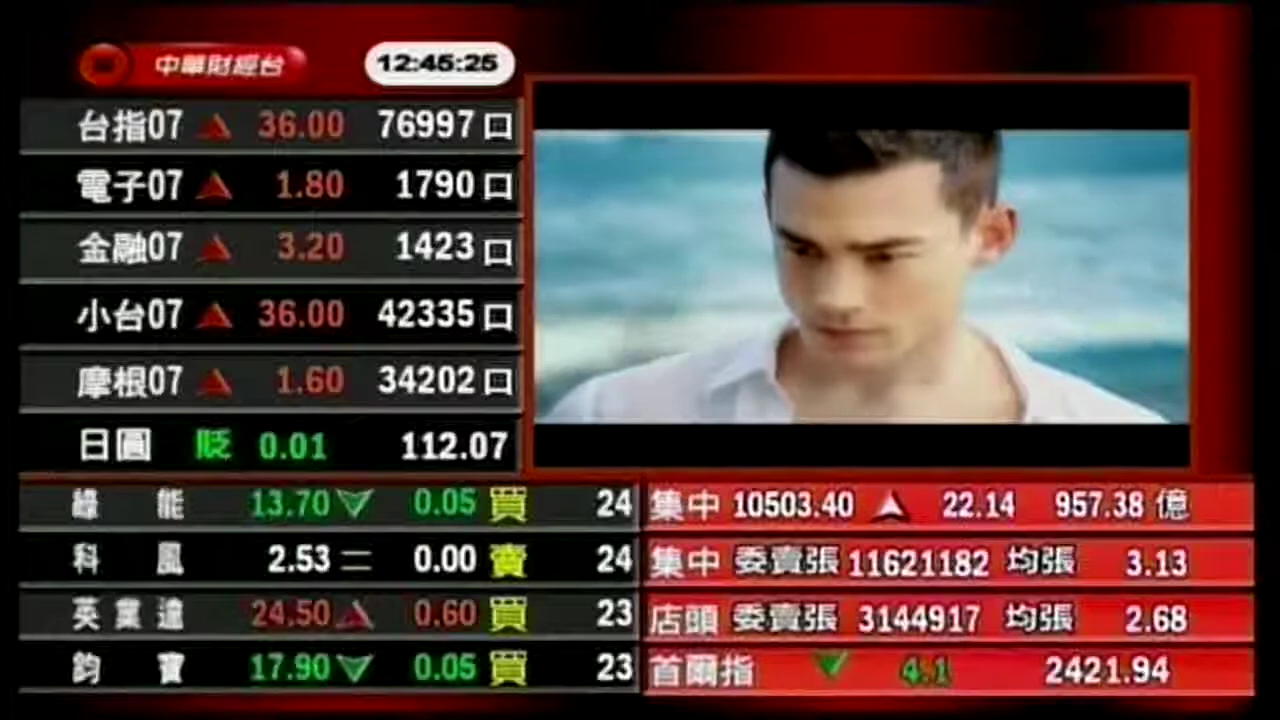 中華財經台 12:45:25
台指07 ▲ 36.00 76997口
電子07 ▲ 1.80 1790口
金融07 ▲ 3.20 1423口
小台07 ▲ 36.00 42335口
摩根07 ▲ 1.60 34202口
日圓 貶 0.01 112.07
綠能 13.70 ▽ 0.05 買 24
科風 2.53 = 0.00 賣 24
英業達 24.50 △ 0.60 買 23
鈞寶 17.90 ▽ 0.05 買 23
集中 10503.40 ▲ 22.14 957.38 億
集中 委賣張 11621182 均張 3.13
店頭 委賣張 3144917 均張 2.68
首爾指 ▼ 4.1 2421.94